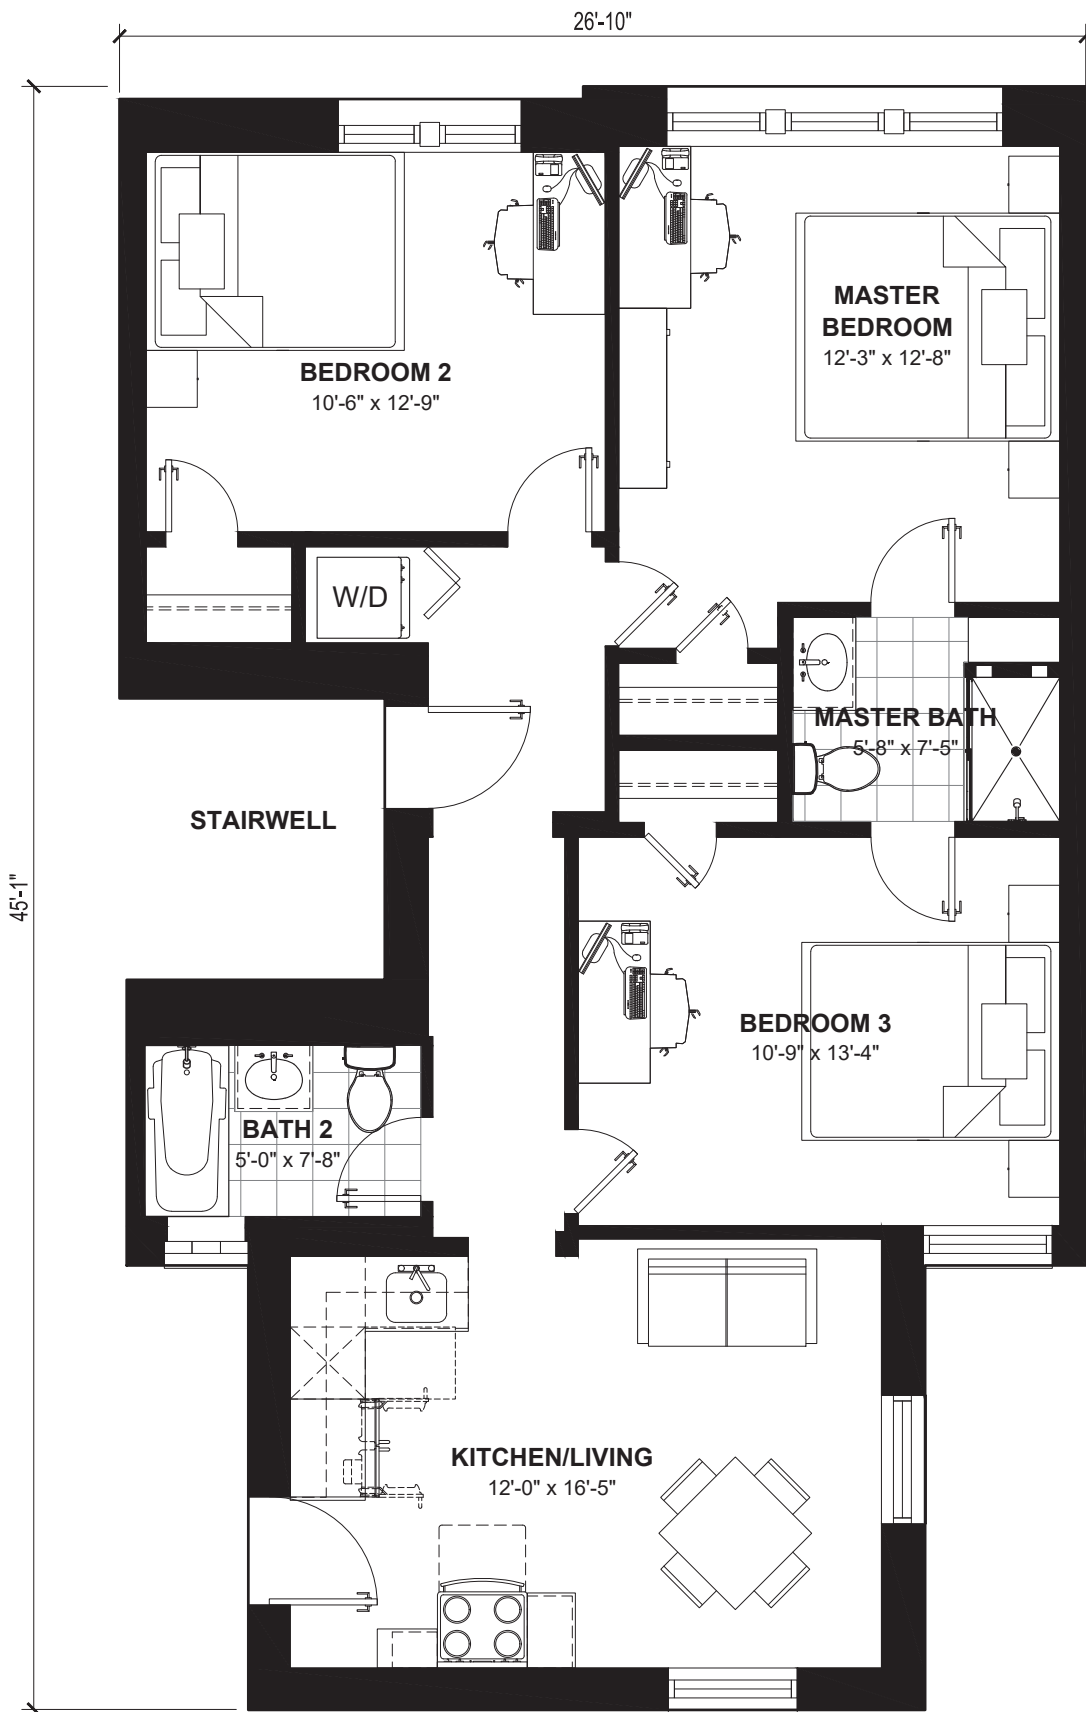 26'-10"
MASTER
BEDROOM
12'-3" x 12'-8"
BEDROOM 2
10'-6" x 12'-9"
W/D
MASTER BATH
5'-8" x 7'-5"
STAIRWELL
45'-1"
BEDROOM 3
10'-9" x 13'-4"
BATH 2
5'-0" x 7'-8"
KITCHEN/LIVING
12'-0" x 16'-5"